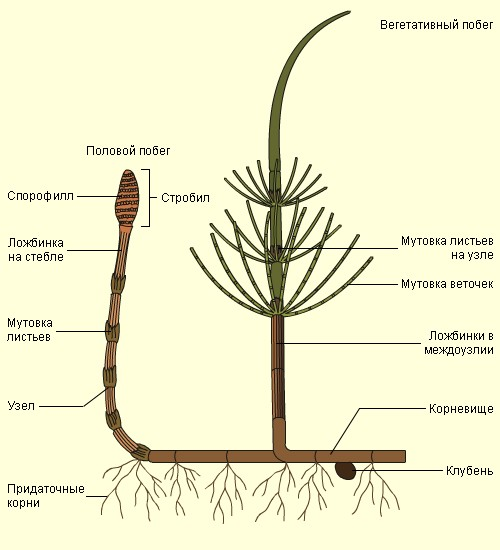 Вегетативный побег
Половой побег
Спорофилл
Стробил
Ложбинка
на стебле
Мутовка листьев
на узле
Мутовка веточек
Мутовка
листьев
Ложбинки в
междоузлии
Узел
Корневище
Клубень
Придаточные
корни